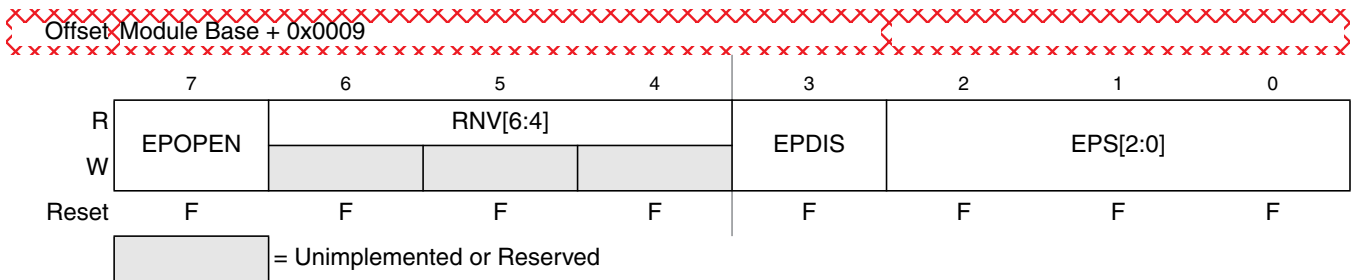 Offset Module Base + 0x0009
7 6 5 4 3 2 1 0
R EPOPEN RNV[6:4] EPDIS EPS[2:0]
W
Reset F F F F F F F F
= Unimplemented or Reserved